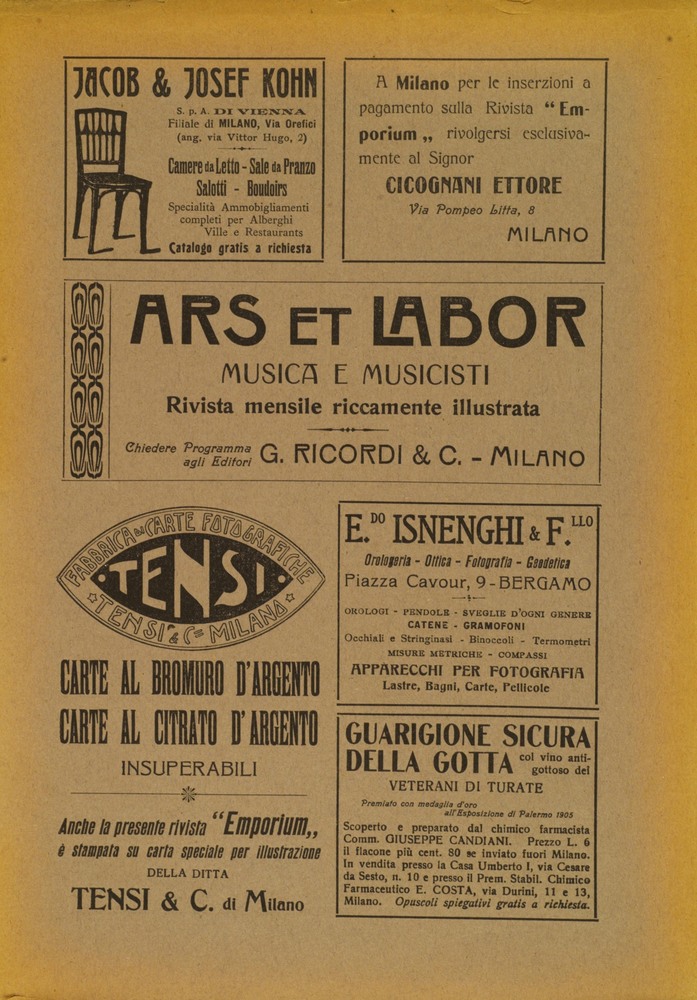 JACOB & JOSEF KOHN
S. p. A. DI VIENNA
Filiale di MILANO, Via Orefici
(ang. via Vittor Hugo, 2)
Camere da Letto - Sale da Pranzo
Salotti - Boudoirs
Specialità Ammobigliamenti
completi per Alberghi
Ville e Restaurants
Catalogo gratis a richiesta
A Milano per le inserzioni a
pagamento sulla Rivista “Em-
porium„ rivolgersi esclusiva-
mente al Signor
CICOGNANI ETTORE
Via Pompeo Litta, 8
MILANO
ARS ET LABOR
MUSICA E MUSICISTI
Rivista mensile riccamente illustrata
Chiedere Programma
agli Editori G. RICORDI & C. - MILANO
FABBRICA DI CARTE FOTOGRAFICHE
TENSI
TENSI & C. MILANO
CARTE AL BROMURO D'ARGENTO
CARTE AL CITRATO D'ARGENTO
INSUPERABILI
Anche la presente rivista “Emporium„
è stampata su carta speciale per illustrazione
DELLA DITTA
TENSI & C. di Milano
E.DO ISNENGHI & F.LLO
Orologeria - Ottica - Fotografia - Geodetica
Piazza Cavour, 9 - BERGAMO
OROLOGI - PENDOLE - SVEGLIE D'OGNI GENERE
CATENE - GRAMOFONI
Occhiali e Stringinasi - Binoccoli - Termometri
MISURE METRICHE - COMPASSI
APPARECCHI PER FOTOGRAFIA
Lastre, Bagni, Carte, Pellicole
GUARIGIONE SICURA
DELLA GOTTA col vino anti-
gottoso dei
VETERANI DI TURATE
Premiato con medaglia d'oro
all'Esposizione di Palermo 1905
Scoperto e preparato dal chimico farmacista
Comm. GIUSEPPE CANDIANI. Prezzo L. 6
il flacone più cent. 80 se inviato fuori Milano.
In vendita presso la Casa Umberto I, via Cesare
da Sesto, n. 10 e presso il Prem. Stabil. Chimico
Farmaceutico E. COSTA, via Durini, 11 e 13,
Milano. Opuscoli spiegativi gratis a richiesta.